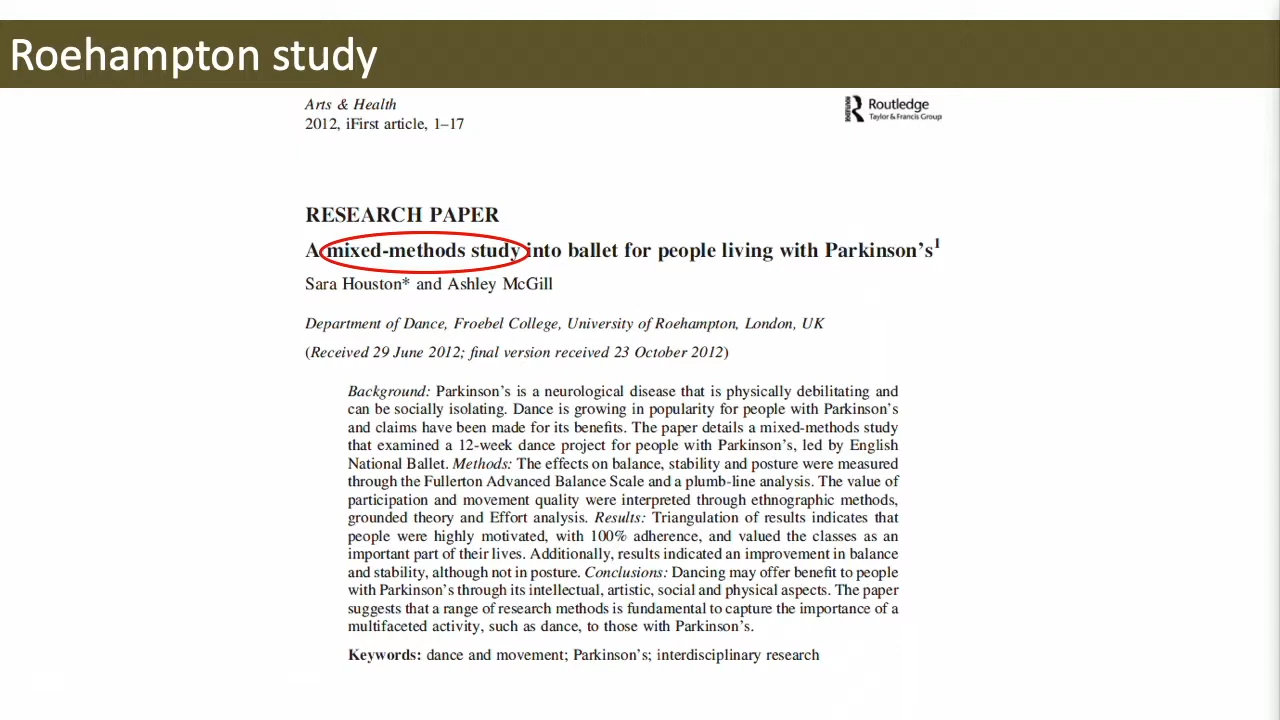 Roehampton study
Arts & Health
2012, iFirst article, 1–17
ROUTLEDGE
Routledge
Taylor & Francis Group
RESEARCH PAPER
A mixed-methods study into ballet for people living with Parkinson’s¹
Sara Houston* and Ashley McGill
Department of Dance, Froebel College, University of Roehampton, London, UK
(Received 29 June 2012; final version received 23 October 2012)
Background: Parkinson’s is a neurological disease that is physically debilitating and
can be socially isolating. Dance is growing in popularity for people with Parkinson’s
and claims have been made for its benefits. The paper details a mixed-methods study
that examined a 12-week dance project for people with Parkinson’s, led by English
National Ballet. Methods: The effects on balance, stability and posture were measured
through the Fullerton Advanced Balance Scale and a plumb-line analysis. The value of
participation and movement quality were interpreted through ethnographic methods,
grounded theory and Effort analysis. Results: Triangulation of results indicates that
people were highly motivated, with 100% adherence, and valued the classes as an
important part of their lives. Additionally, results indicated an improvement in balance
and stability, although not in posture. Conclusions: Dancing may offer benefit to people
with Parkinson’s through its intellectual, artistic, social and physical aspects. The paper
suggests that a range of research methods is fundamental to capture the importance of a
multifaceted activity, such as dance, to those with Parkinson’s.
Keywords: dance and movement; Parkinson’s; interdisciplinary research